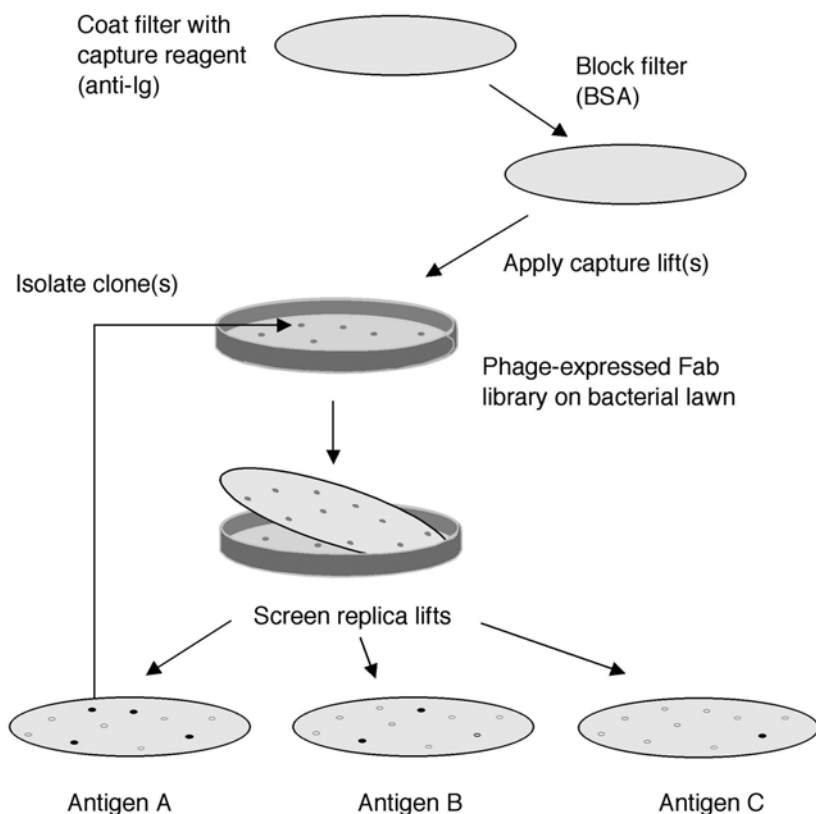 Coat filter with
capture reagent
(anti-Ig)
Block filter
(BSA)
Apply capture lift(s)
Isolate clone(s)
Phage-expressed Fab
library on bacterial lawn
Screen replica lifts
Antigen A
Antigen B
Antigen C